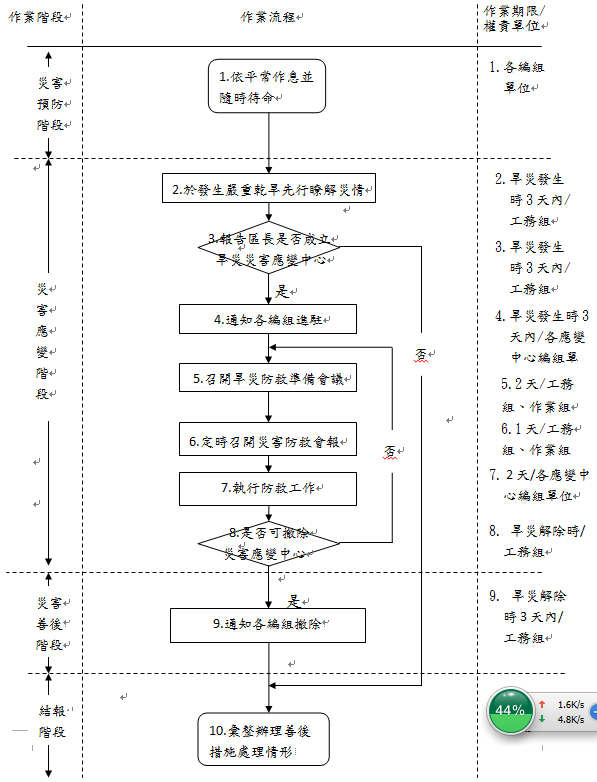 作業階段
作業流程
作業期限/
權責單位
災害
預防
階段
1.依平常作息並
隨時待命
1.各編組
單位
災
害
應
變
階
段
2.於發生嚴重乾旱先行瞭解災情
2.旱災發生
時3天內/
工務組
3.報告區長是否成立
旱災災害應變中心
3.旱災發生
時3天內/
工務組
是
否
4.通知各編組進駐
4.旱災發生時3
天內/各應變
中心編組單
5.召開旱災防救準備會議
5.2天/工務
組、作業組
6.定時召開災害防救會報
6.1天/工務
組、作業組
否
7.執行防救工作
7.2天/各應變中
心編組單位
8.是否可撤除
災害應變中心
8. 旱災解除時/
工務組
是
災害
善後
階段
9.通知各編組撤除
9. 旱災解除
時3天內/
工務組
結報
階段
10.彙整辦理善後
措施處理情形
44%
1.6K/s
4.8K/s